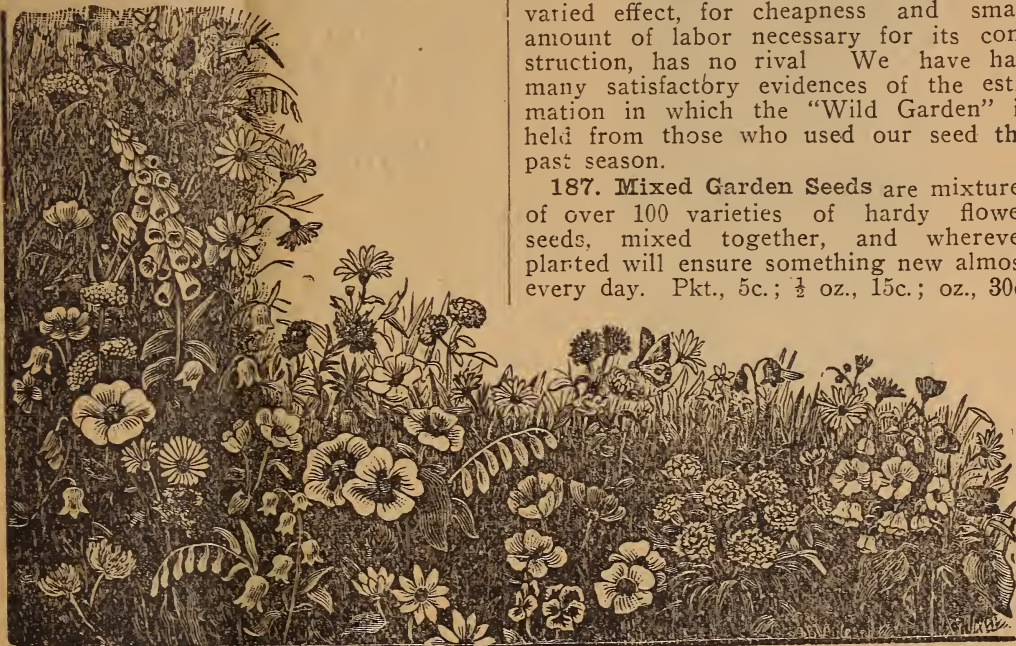 varied effect, for cheapness and sma
amount of labor necessary for its con
struction, has no rival We have ha
many satisfactory evidences of the est
mation in which the "Wild Garden" i
held from those who used our seed th
past season.
187. Mixed Garden Seeds are mixture
of over 100 varieties of hardy flowe
seeds, mixed together, and whereve
planted will ensure something new almos
every day. Pkt., 5c.; ½ oz., 15c.; oz., 30c